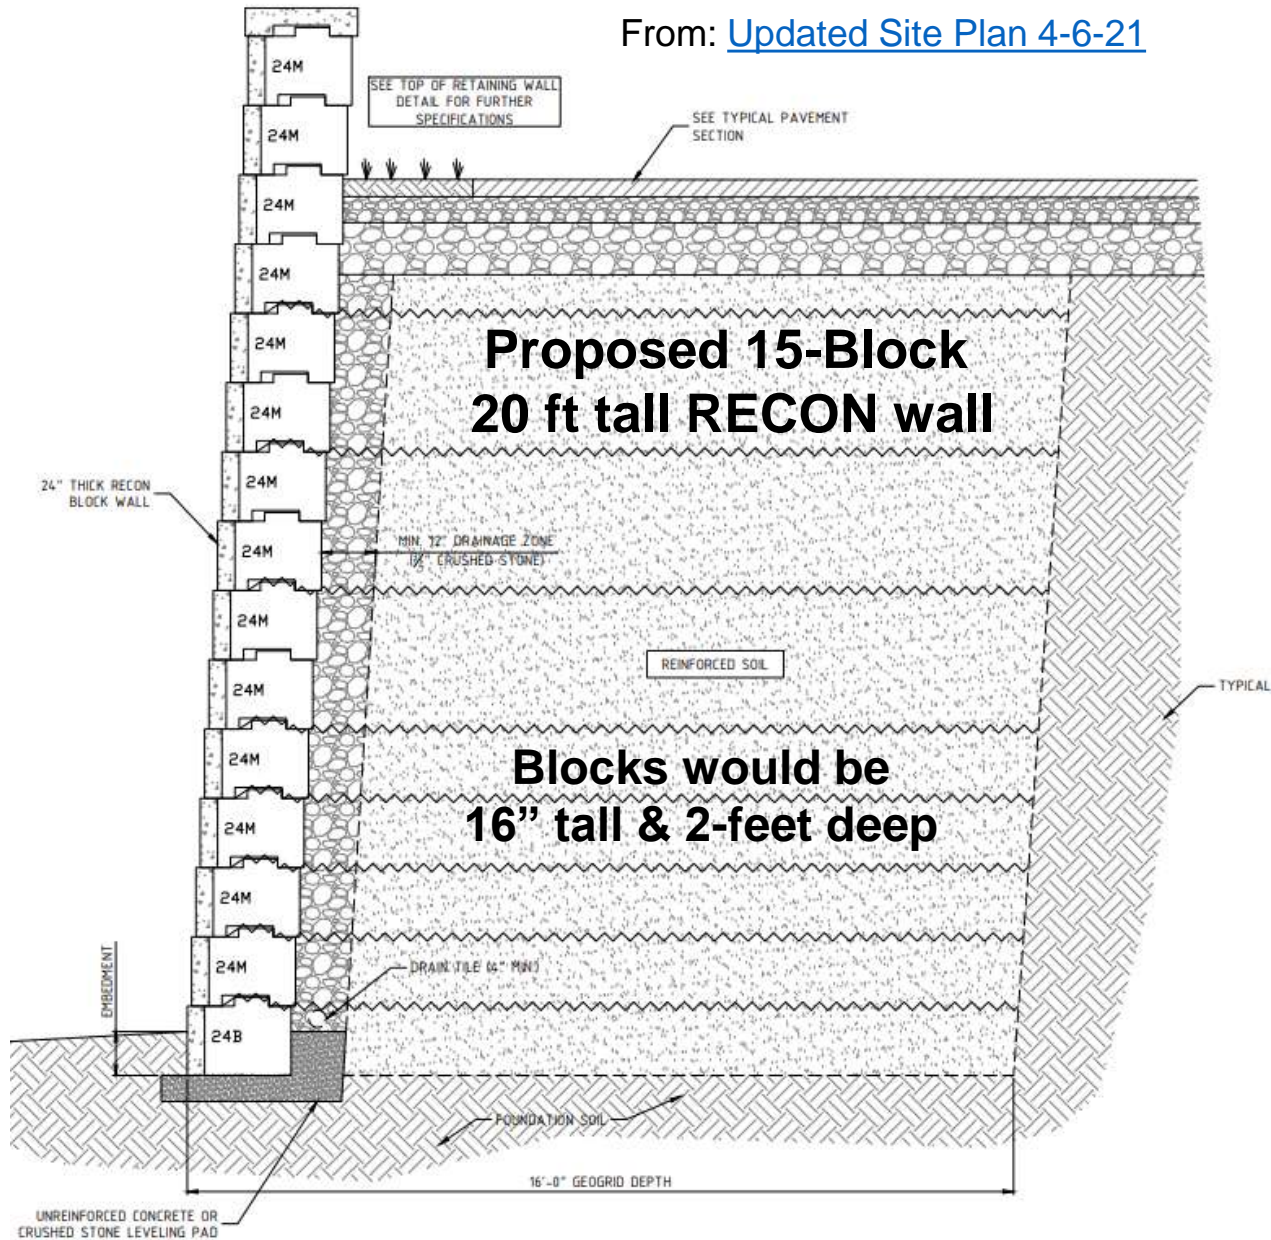 From: Updated Site Plan 4-6-21
24M
SEE TOP OF RETAINING WALL
DETAIL FOR FURTHER
SPECIFICATIONS
SEE TYPICAL PAVEMENT
SECTION
24M
24M
24M
24M
Proposed 15-Block
20 ft tall RECON wall
24M
24" THICK RECON
BLOCK WALL
24M
24M
MIN. 12" DRAINAGE ZONE
CRUSHED STONE)
24M
REINFORCED SOIL
24M
TYPICAL
24M
Blocks would be
16” tall & 2-feet deep
24M
24M
EMBEDMENT
24M
DRAIN TILE (4" MIN)
24B
FOUNDATION SOIL
16'-0" GEOGRID DEPTH
UNREINFORCED CONCRETE OR
CRUSHED STONE LEVELING PAD